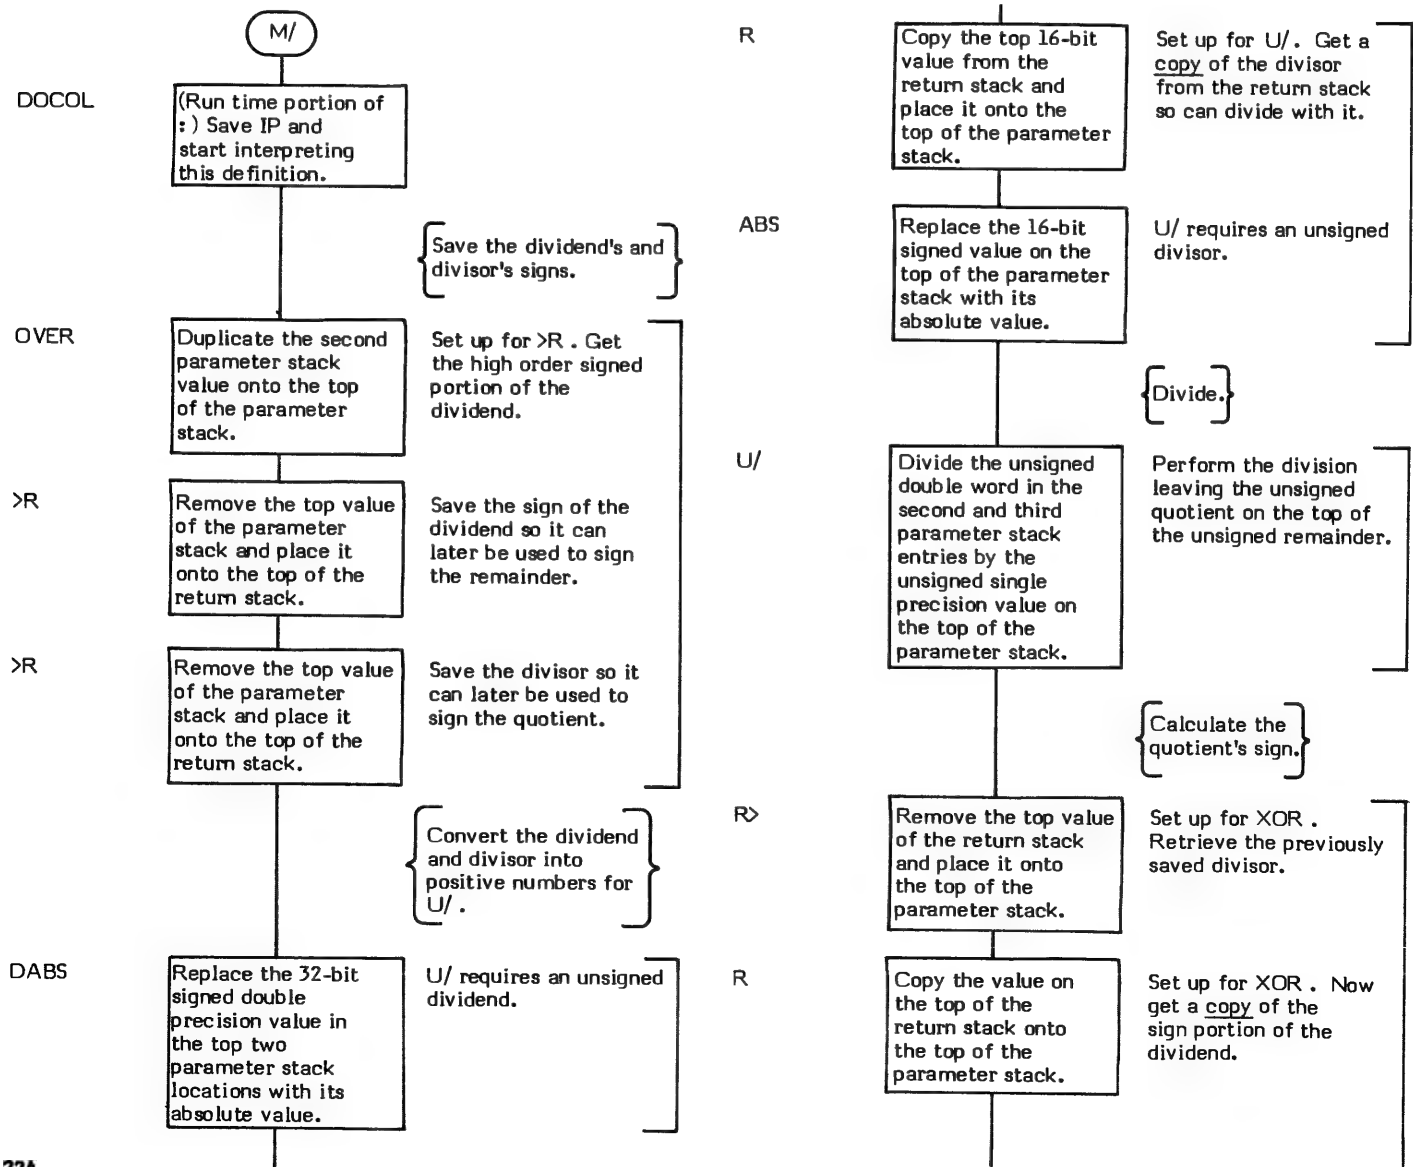 M/
DOCOL
(Run time portion of
: ) Save IP and
start interpreting
this definition.
Save the dividend's and
divisor's signs.
OVER
Duplicate the second
parameter stack
value onto the top
of the parameter
stack.
Set up for >R . Get
the high order signed
portion of the
dividend.
>R
Remove the top value
of the parameter
stack and place it
onto the top of the
return stack.
Save the sign of the
dividend so it can
later be used to sign
the remainder.
>R
Remove the top value
of the parameter
stack and place it
onto the top of the
return stack.
Save the divisor so it
can later be used to
sign the quotient.
Convert the dividend
and divisor into
positive numbers for
U/ .
DABS
Replace the 32-bit
signed double
precision value in
the top two
parameter stack
locations with its
absolute value.
U/ requires an unsigned
dividend.
R
Copy the top 16-bit
value from the
return stack and
place it onto the
top of the parameter
stack.
Set up for U/. Get a
copy of the divisor
from the return stack
so can divide with it.
ABS
Replace the 16-bit
signed value on the
top of the parameter
stack with its
absolute value.
U/ requires an unsigned
divisor.
Divide.
U/
Divide the unsigned
double word in the
second and third
parameter stack
entries by the
unsigned single
precision value on
the top of the
parameter stack.
Perform the division
leaving the unsigned
quotient on the top of
the unsigned remainder.
Calculate the
quotient's sign.
R>
Remove the top value
of the return stack
and place it onto
the top of the
parameter stack.
Set up for XOR .
Retrieve the previously
saved divisor.
R
Copy the value on
the top of the
return stack onto
the top of the
parameter stack.
Set up for XOR . Now
get a copy of the
sign portion of the
dividend.